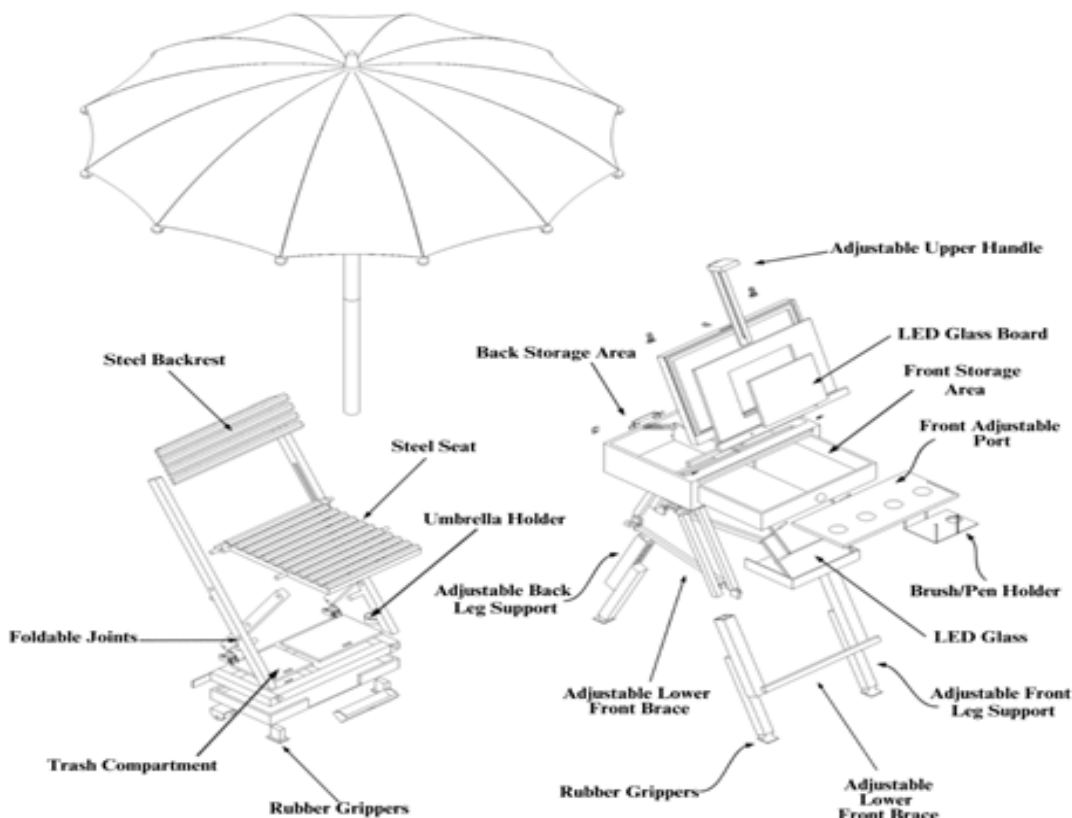 Adjustable Upper Handle
LED Glass Board
Steel Backrest
Back Storage Area
Front Storage
Area
Front Adjustable
Port
Steel Seat
Umbrella Holder
Adjustable Back
Leg Support
Brush/Pen Holder
Foldable Joints
LED Glass
Adjustable Lower
Front Brace
Adjustable Front
Leg Support
Trash Compartment
Rubber Grippers
Rubber Grippers
Adjustable
Lower
Front Brace